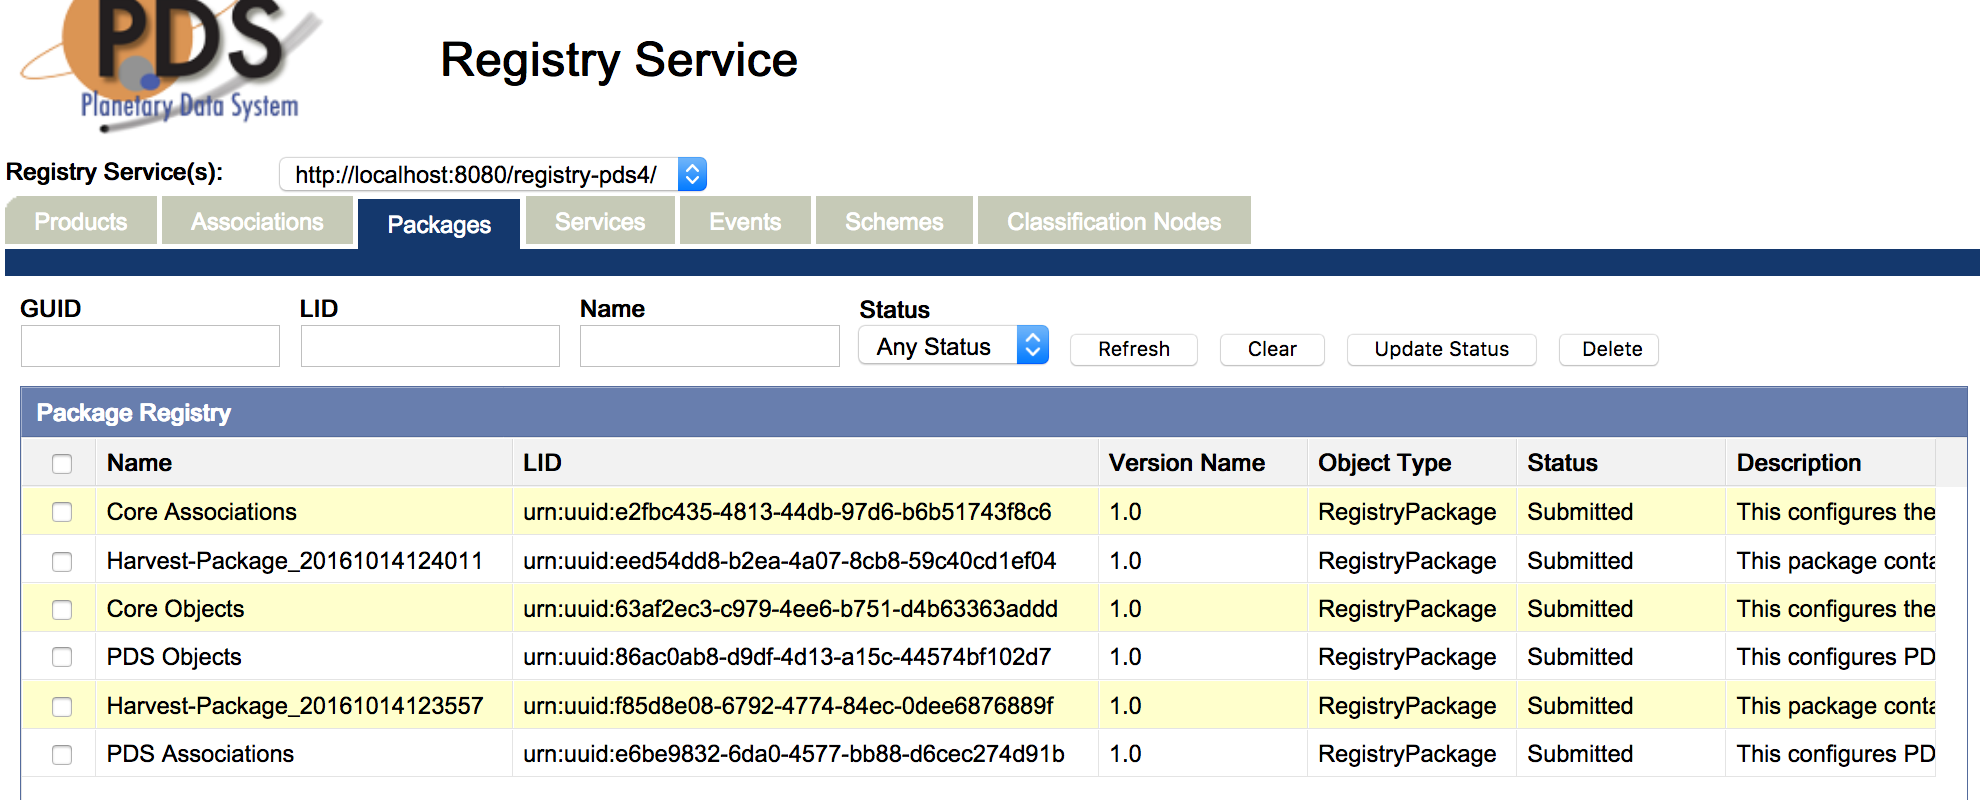 PDS
Planetary Data System
Registry Service
Registry Service(s): http://localhost:8080/registry-pds4/
Products Associations Packages Services Events Schemes Classification Nodes
GUID LID Name Status
Any Status Refresh Clear Update Status Delete
Package Registry
Name LID Version Name Object Type Status Description
Core Associations urn:uuid:e2fbc435-4813-44db-97d6-b6b51743f8c6 1.0 RegistryPackage Submitted This configures the
Harvest-Package_20161014124011 urn:uuid:eed54dd8-b2ea-4a07-8cb8-59c40cd1ef04 1.0 RegistryPackage Submitted This package conta
Core Objects urn:uuid:63af2ec3-c979-4ee6-b751-d4b63363addd 1.0 RegistryPackage Submitted This configures the
PDS Objects urn:uuid:86ac0ab8-d9df-4d13-a15c-44574bf102d7 1.0 RegistryPackage Submitted This configures PD
Harvest-Package_20161014123557 urn:uuid:f85d8e08-6792-4774-84ec-0dee6876889f 1.0 RegistryPackage Submitted This package conta
PDS Associations urn:uuid:e6be9832-6da0-4577-bb88-d6cec274d91b 1.0 RegistryPackage Submitted This configures PD